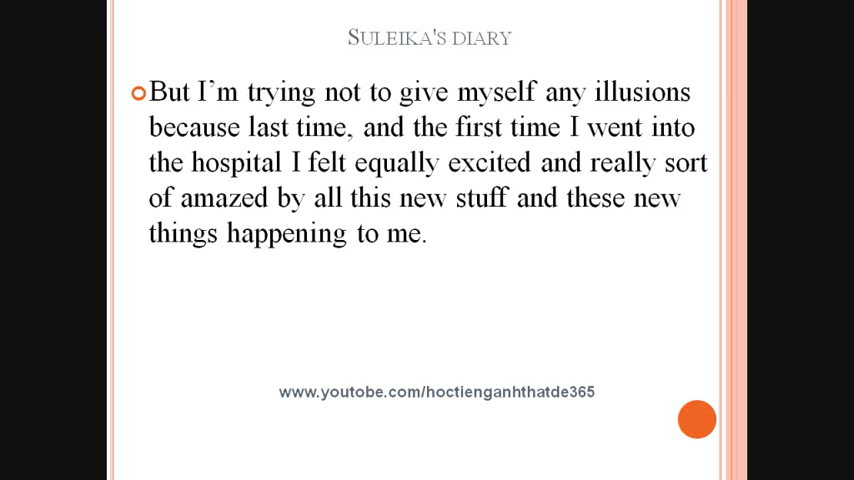 SULEIKA'S DIARY
But I'm trying not to give myself any illusions
because last time, and the first time I went into
the hospital I felt equally excited and really sort
of amazed by all this new stuff and these new
things happening to me.
www.youtobe.com/hoctienganhthatde365